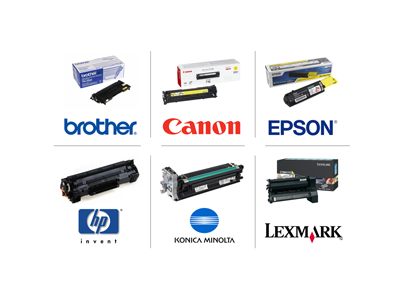 brother
Canon
EPSON
hp
invent
KONICA MINOLTA
LEXMARK